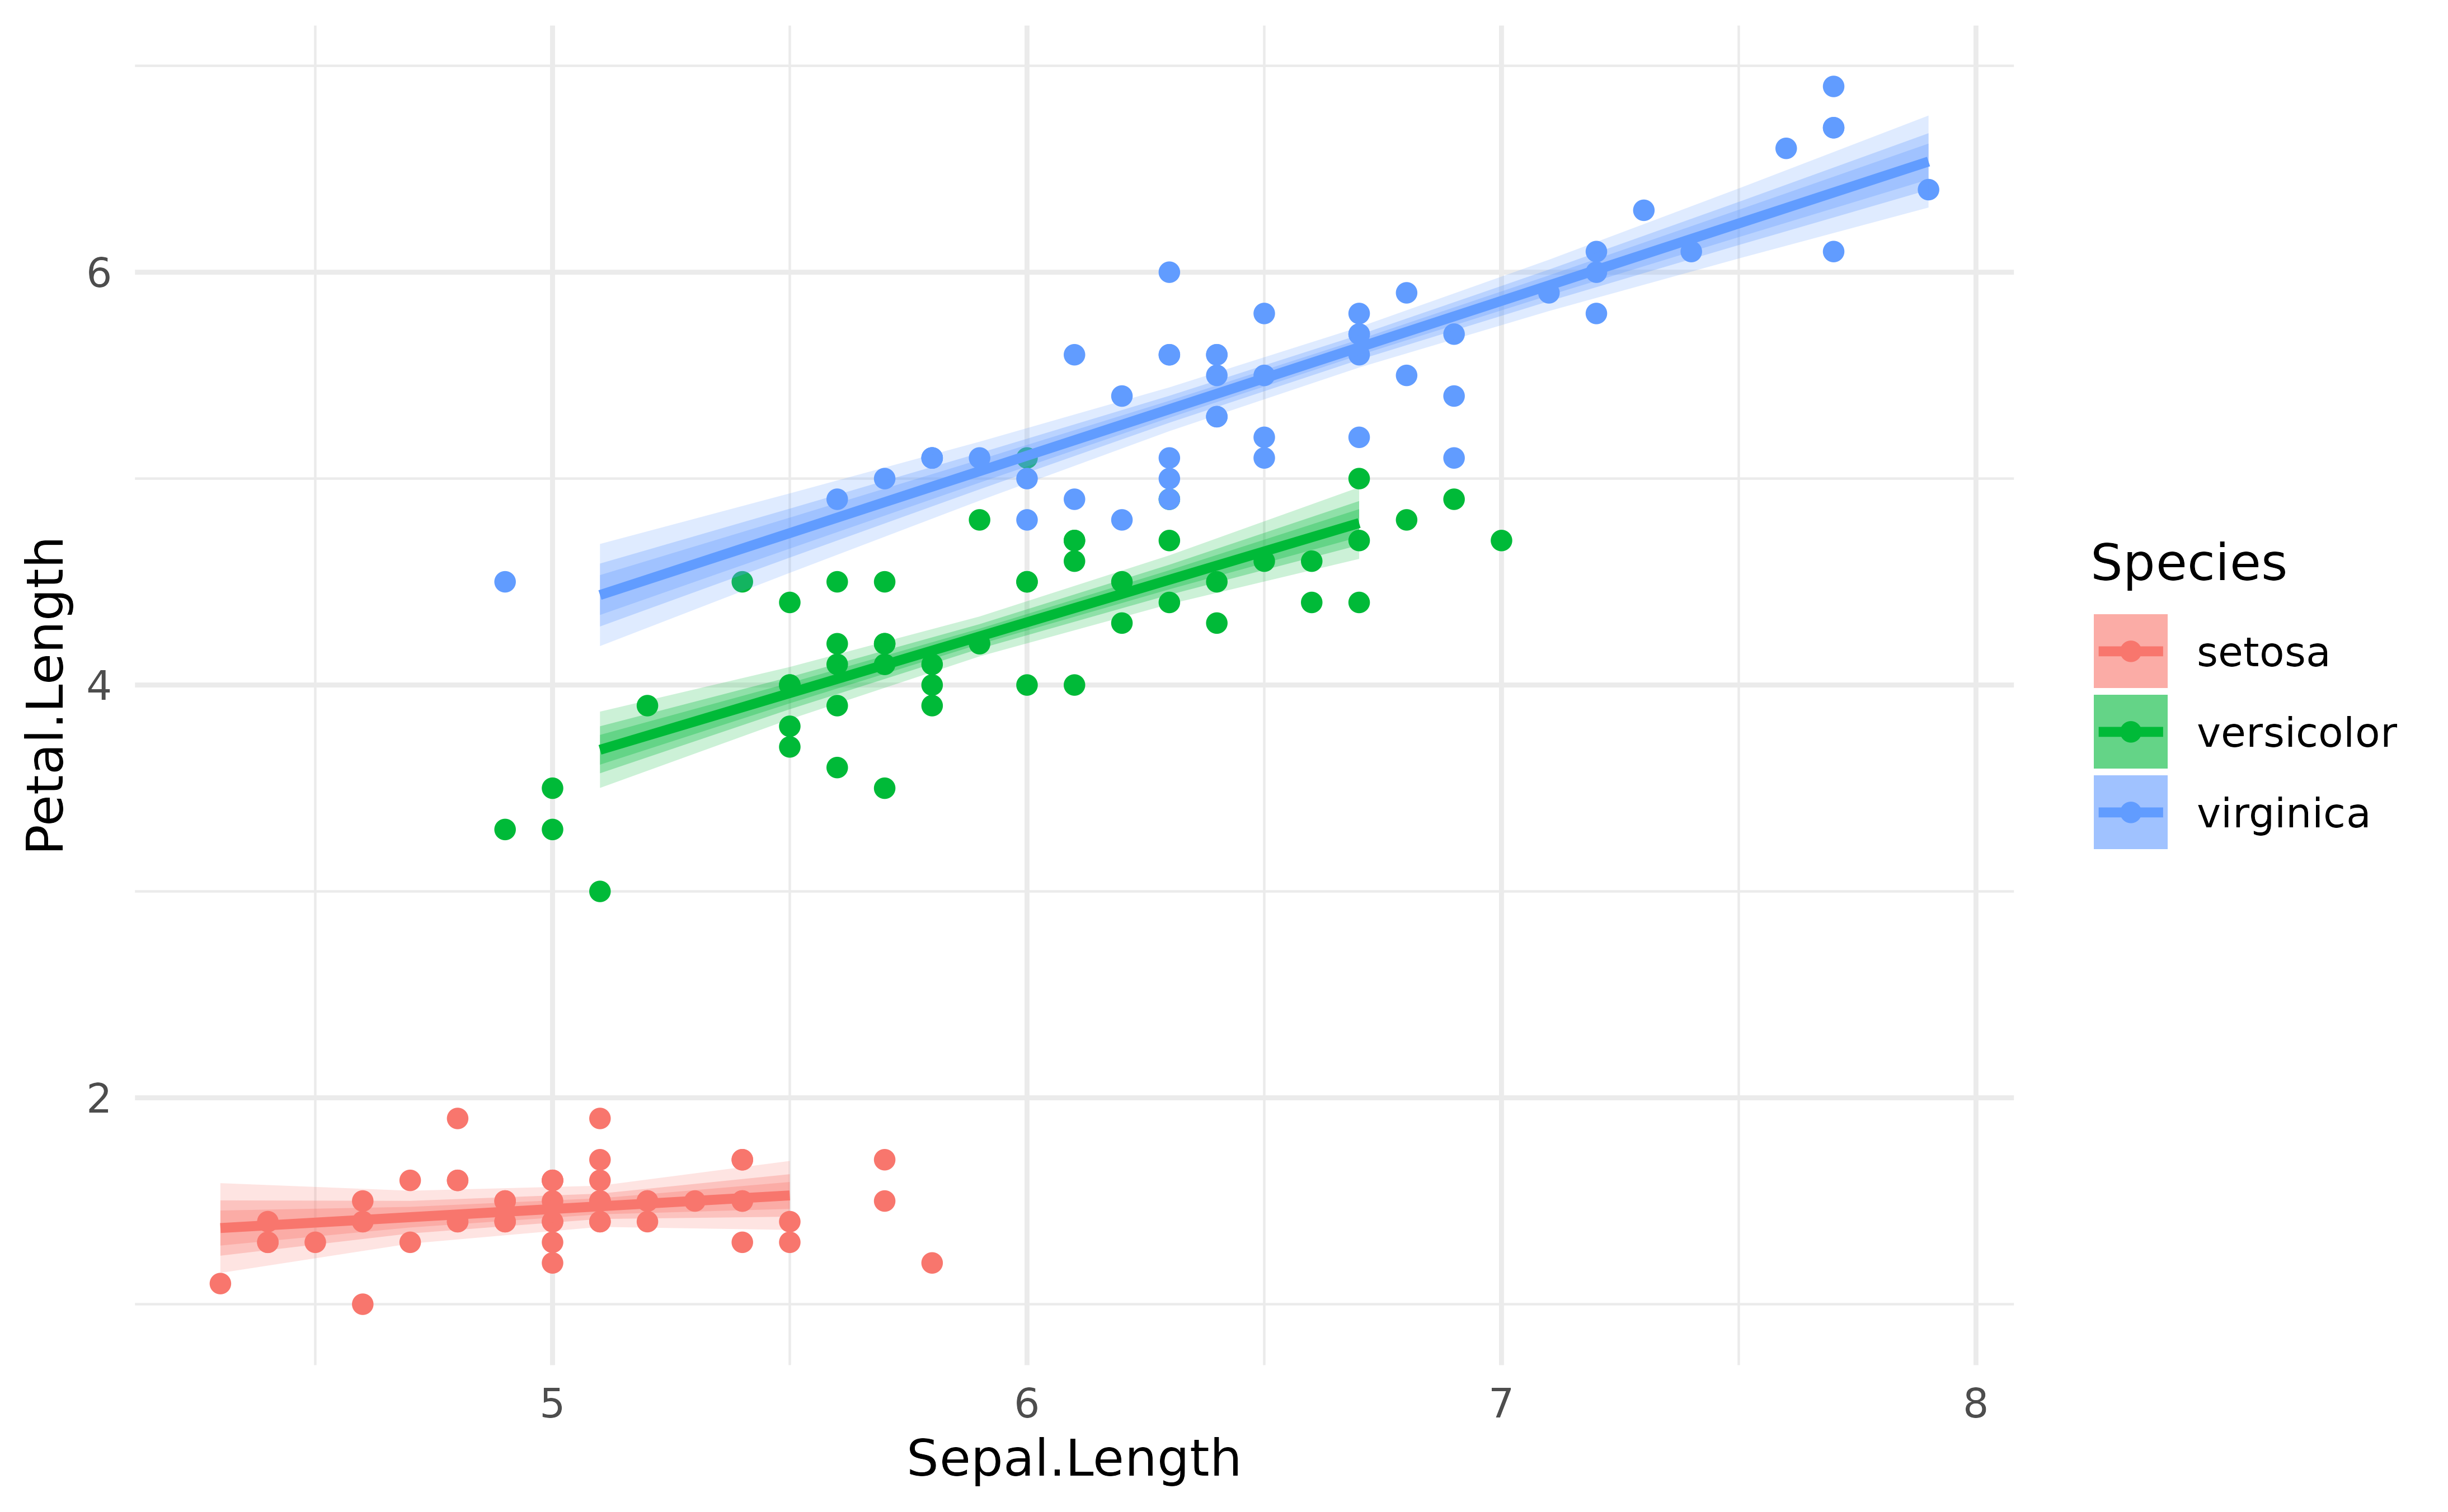 Petal.Length
6
4
2
5 6 7 8
Sepal.Length
Species
setosa
versicolor
virginica